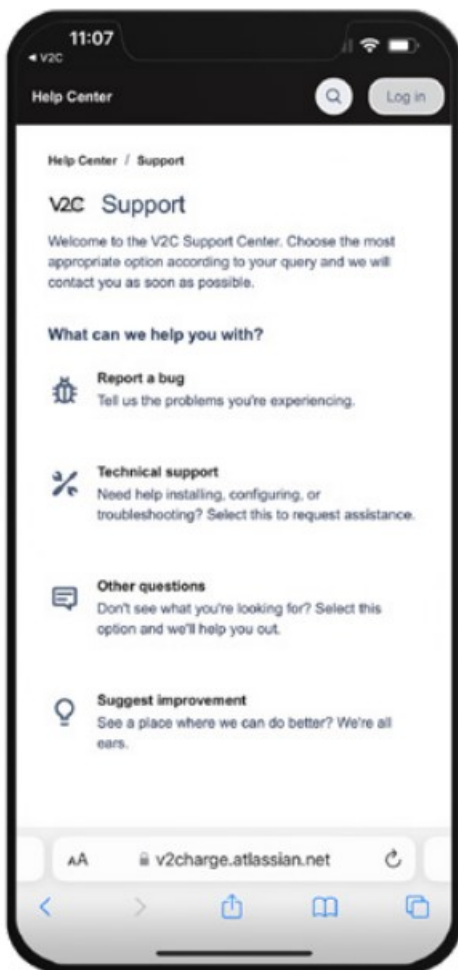 11:07
◀ V2C
Help Center
Log in
Help Center / Support
V2C Support
Welcome to the V2C Support Center. Choose the most
appropriate option according to your query and we will
contact you as soon as possible.
What can we help you with?
Report a bug
Tell us the problems you're experiencing.
Technical support
Need help installing, configuring, or
troubleshooting? Select this to request assistance.
Other questions
Don't see what you're looking for? Select this
option and we'll help you out.
Suggest improvement
See a place where we can do better? We're all
ears.
AA
v2charge.atlassian.net